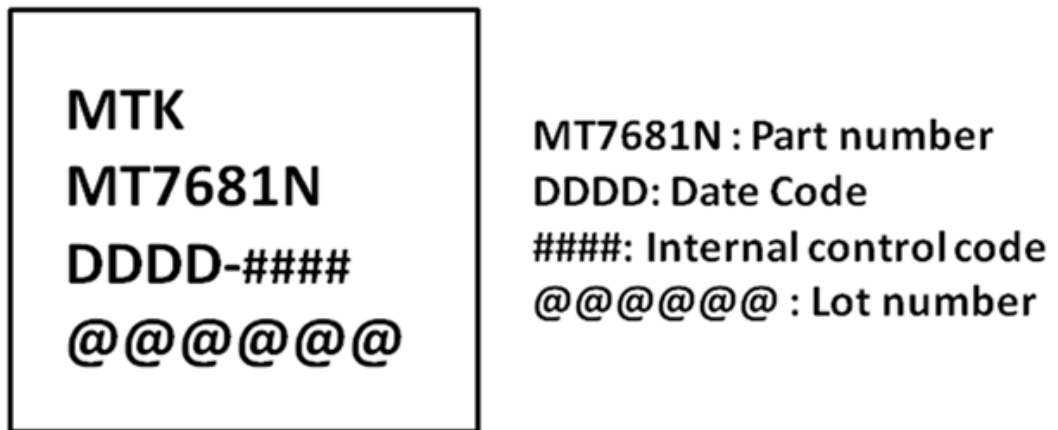 MTK
MT7681N
DDDD-####
@@@@@@
MT7681N : Part number
DDDD: Date Code
####: Internal control code
@@@@@@ : Lot number